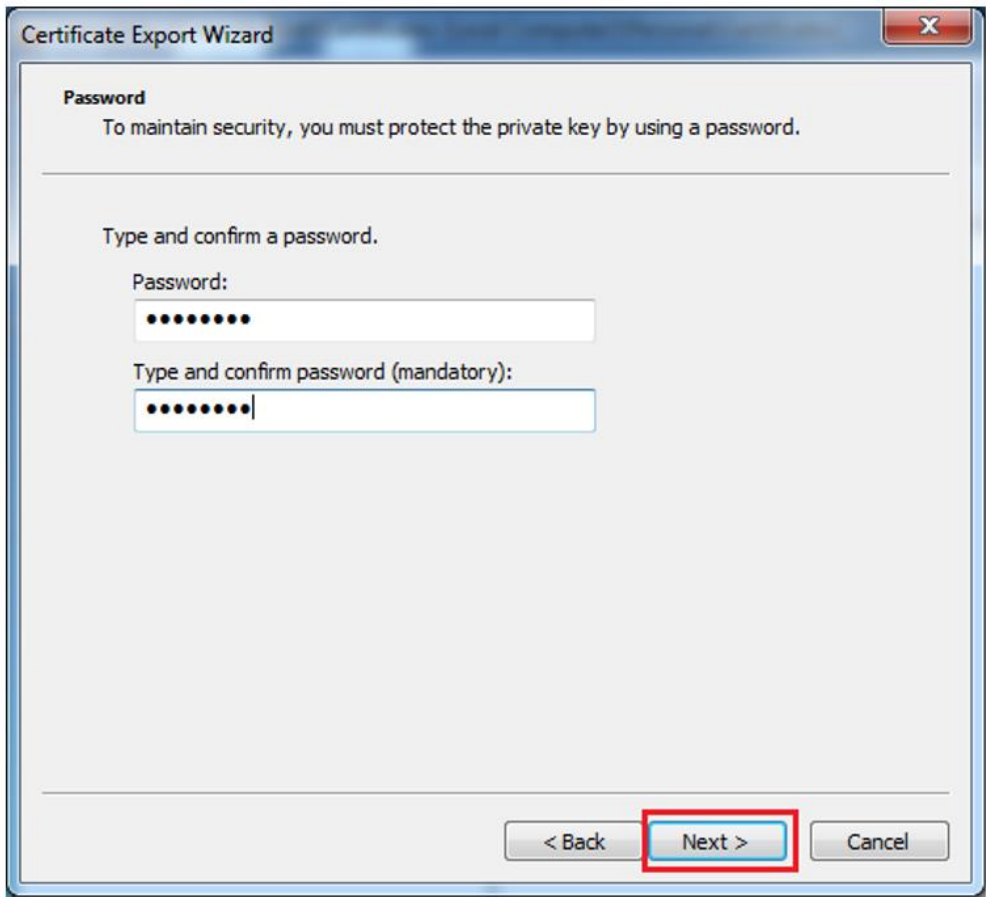 Certificate Export Wizard
Password
To maintain security, you must protect the private key by using a password.
Type and confirm a password.
Password:
••••••••
Type and confirm password (mandatory):
••••••••
< Back
Next >
Cancel